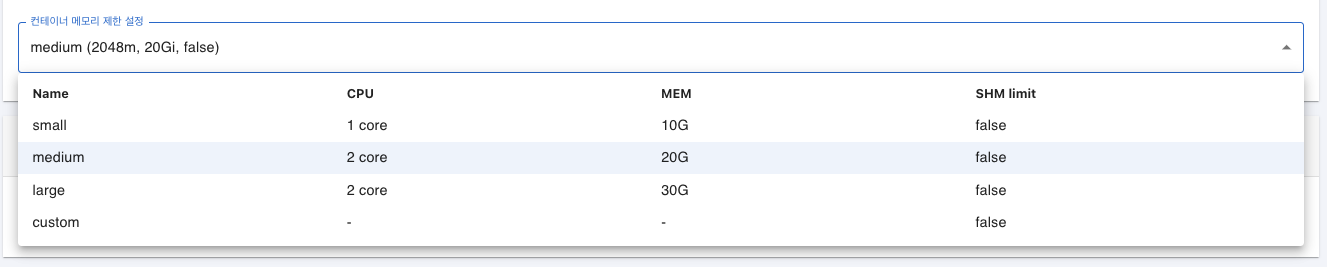 컨테이너 메모리 제한 설정
medium (2048m, 20Gi, false)
Name CPU MEM SHM limit
small 1 core 10G false
medium 2 core 20G false
large 2 core 30G false
custom - - false